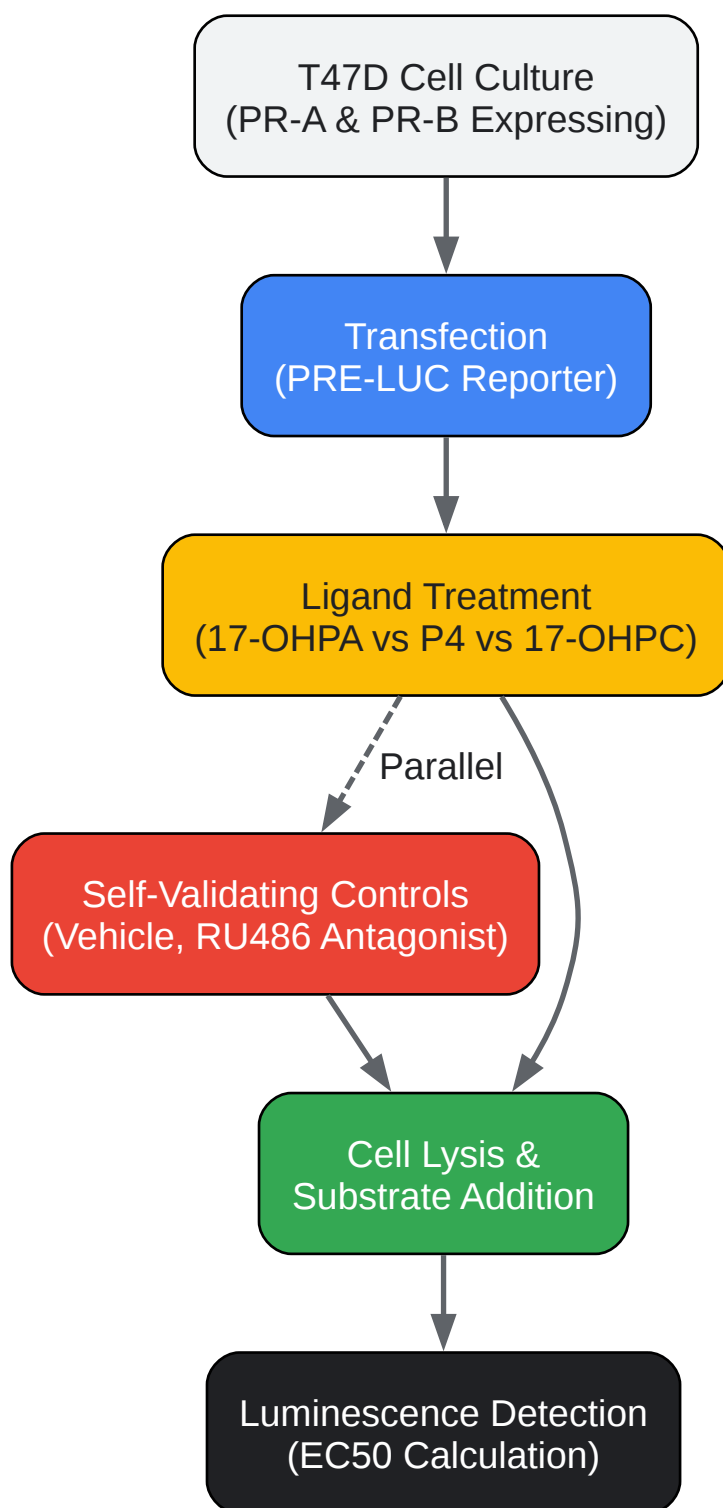 T47D Cell Culture
(PR-A & PR-B Expressing)
Transfection
(PRE-LUC Reporter)
Ligand Treatment
(17-OHPA vs P4 vs 17-OHPC)
Parallel
Self-Validating Controls
(Vehicle, RU486 Antagonist)
Cell Lysis &
Substrate Addition
Luminescence Detection
(EC50 Calculation)